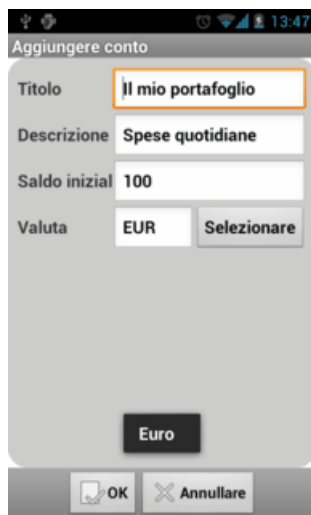 13:47
Aggiungere conto
Titolo Il mio portafoglio
Descrizione Spese quotidiane
Saldo inizial 100
Valuta EUR Selezionare
Euro
OK Annullare